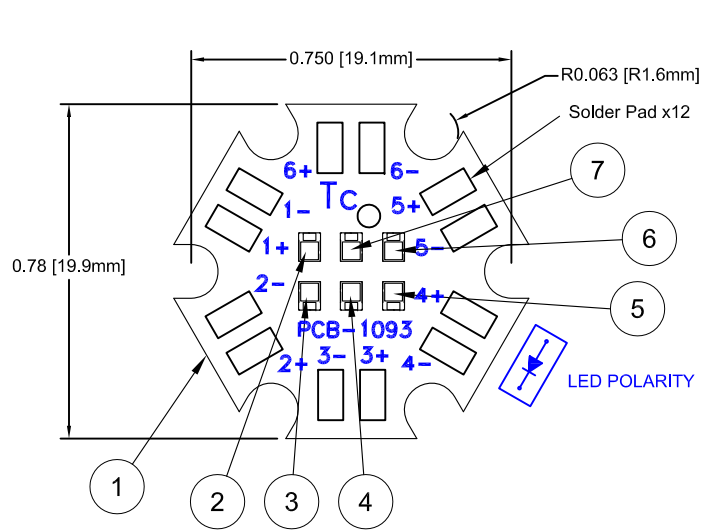 0.750 [19.1mm]
R0.063 [R1.6mm]
Solder Pad x12
6+ 6-
7
1- Tc 5+
1+ 5-
6
0.78 [19.9mm]
2- 4+
5
PCB-1093
2+ 3- 3+ 4-
LED POLARITY
1
2
3
4